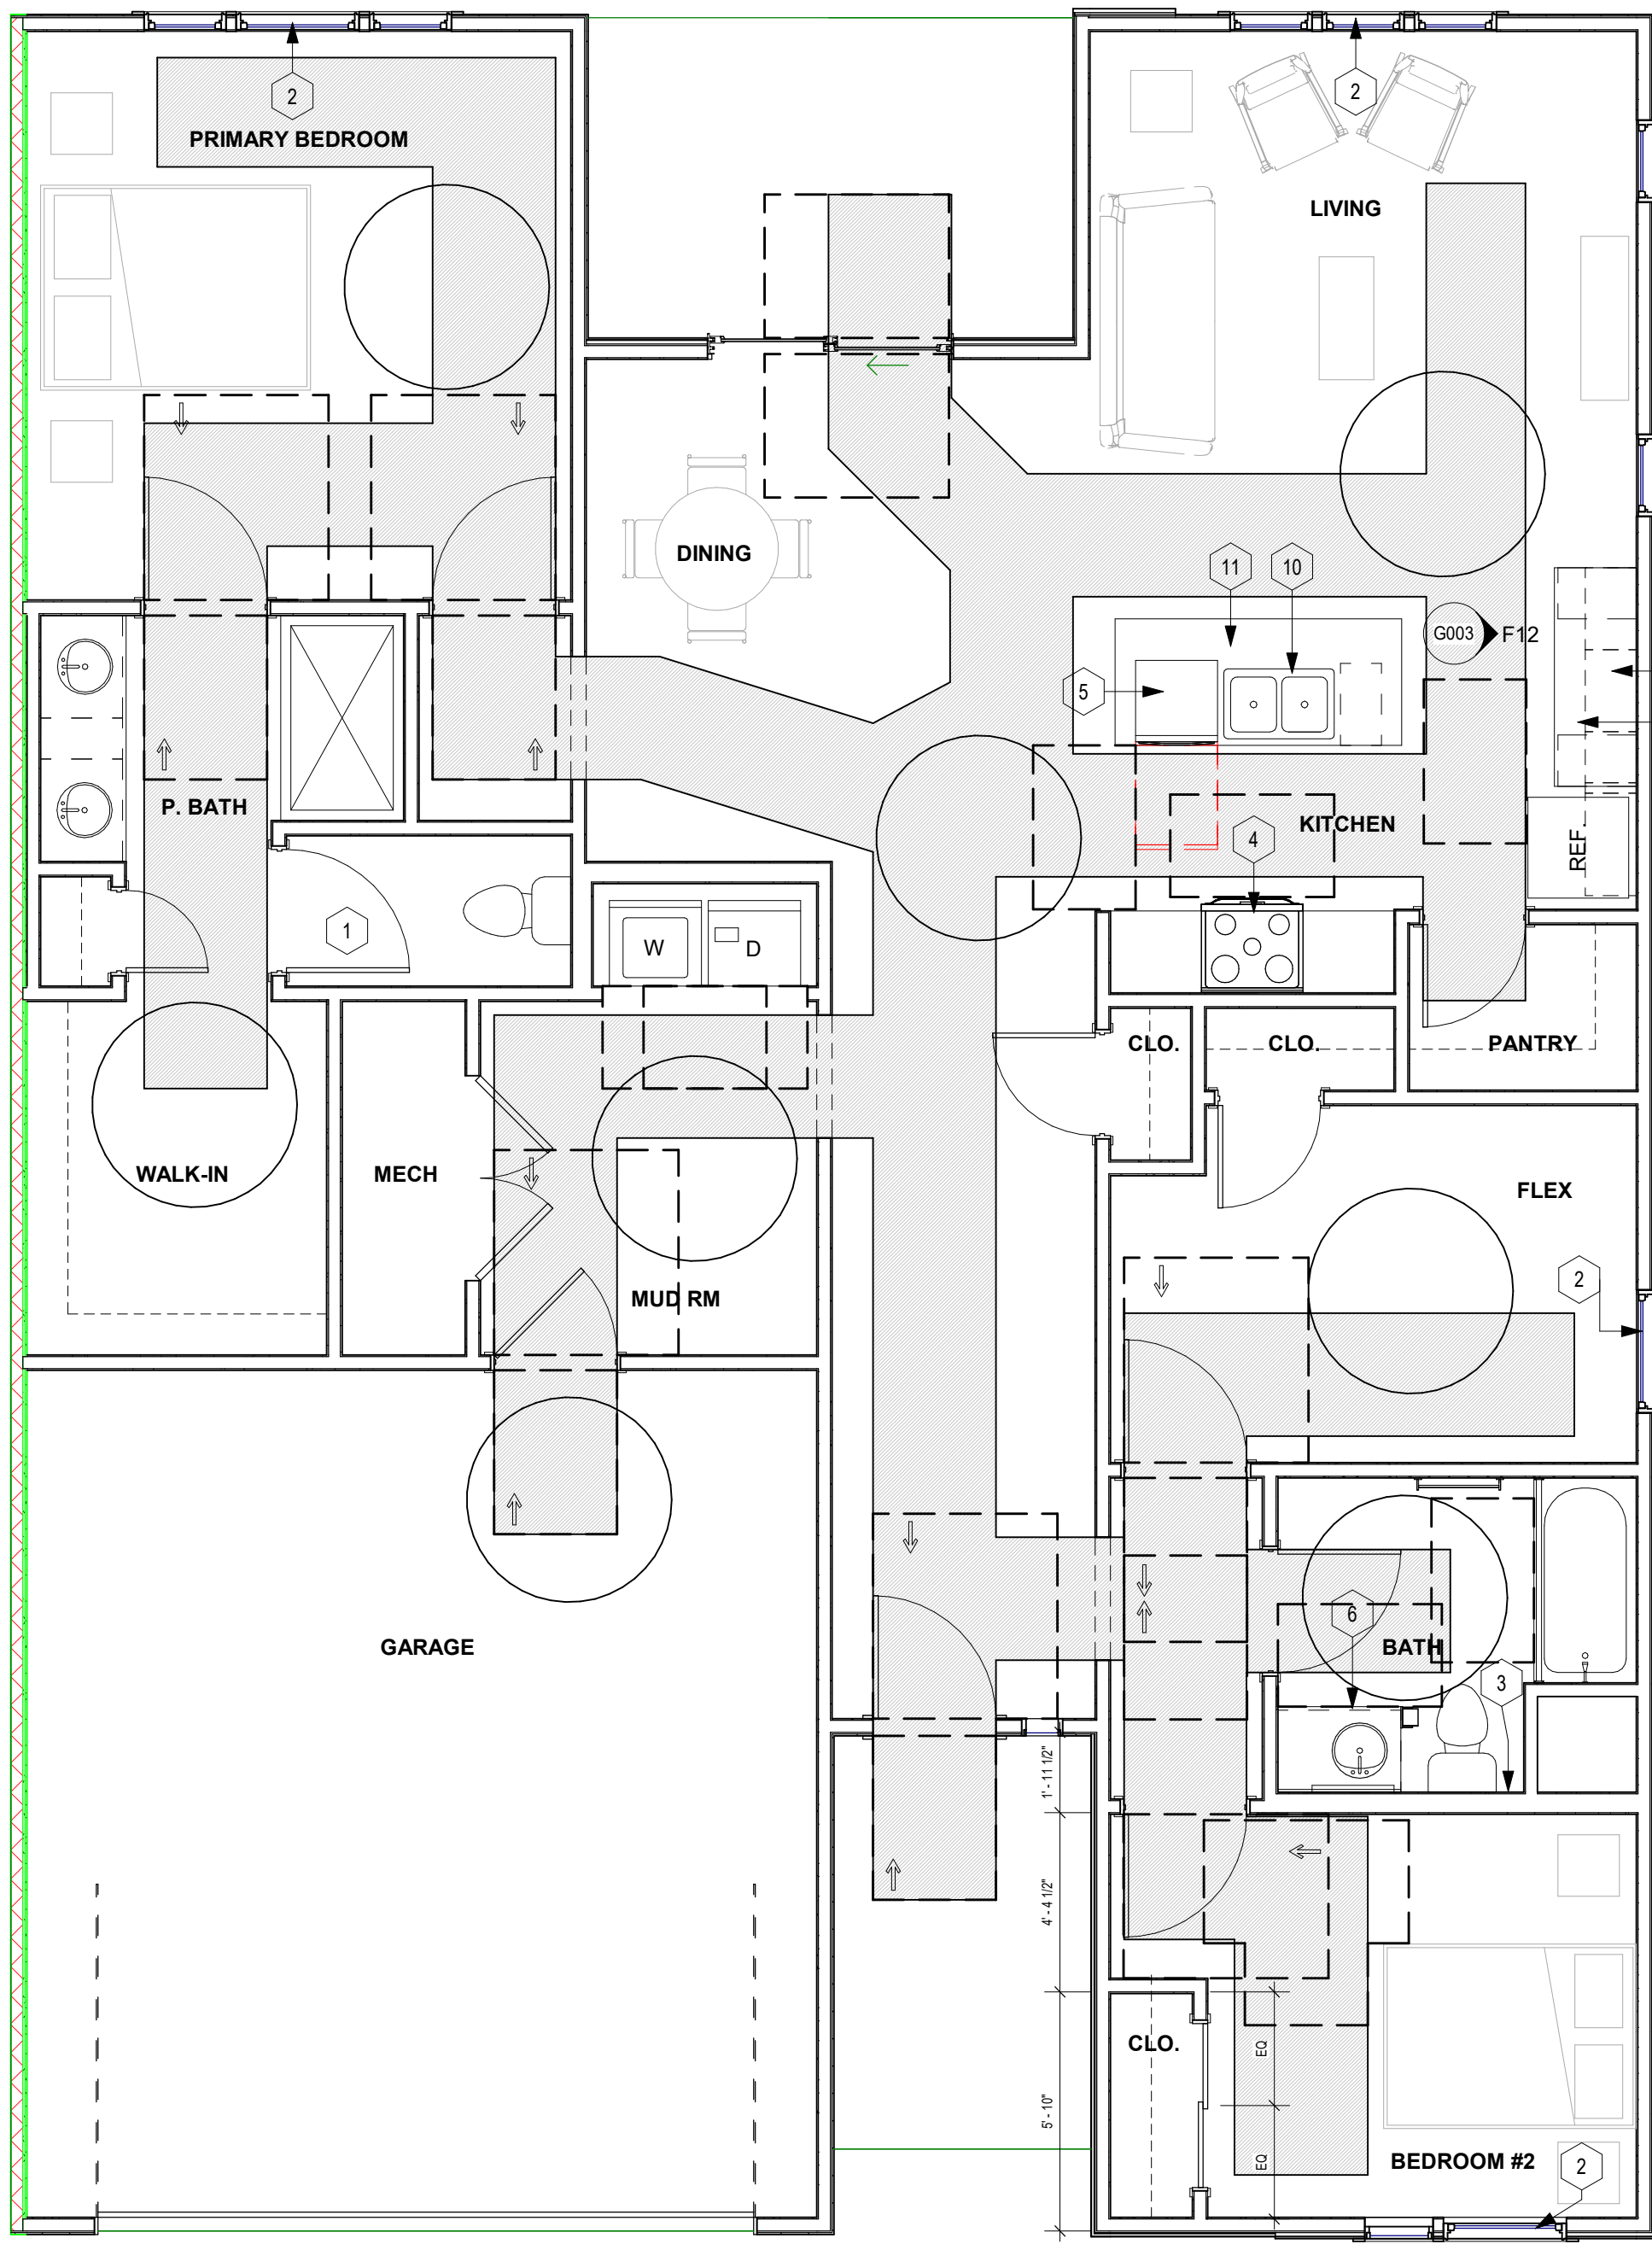 2
2
PRIMARY BEDROOM
LIVING
DINING
11
10
G003
F12
5
P. BATH
KITCHEN
4
REF.
1
W
D
CLO.
CLO.
PANTRY
WALK-IN
MECH
FLEX
2
MUD RM
GARAGE
6
BATH
3
1' - 11 1/2"
4' - 4 1/2"
CLO.
EQ
5' - 10"
EQ
BEDROOM #2
2